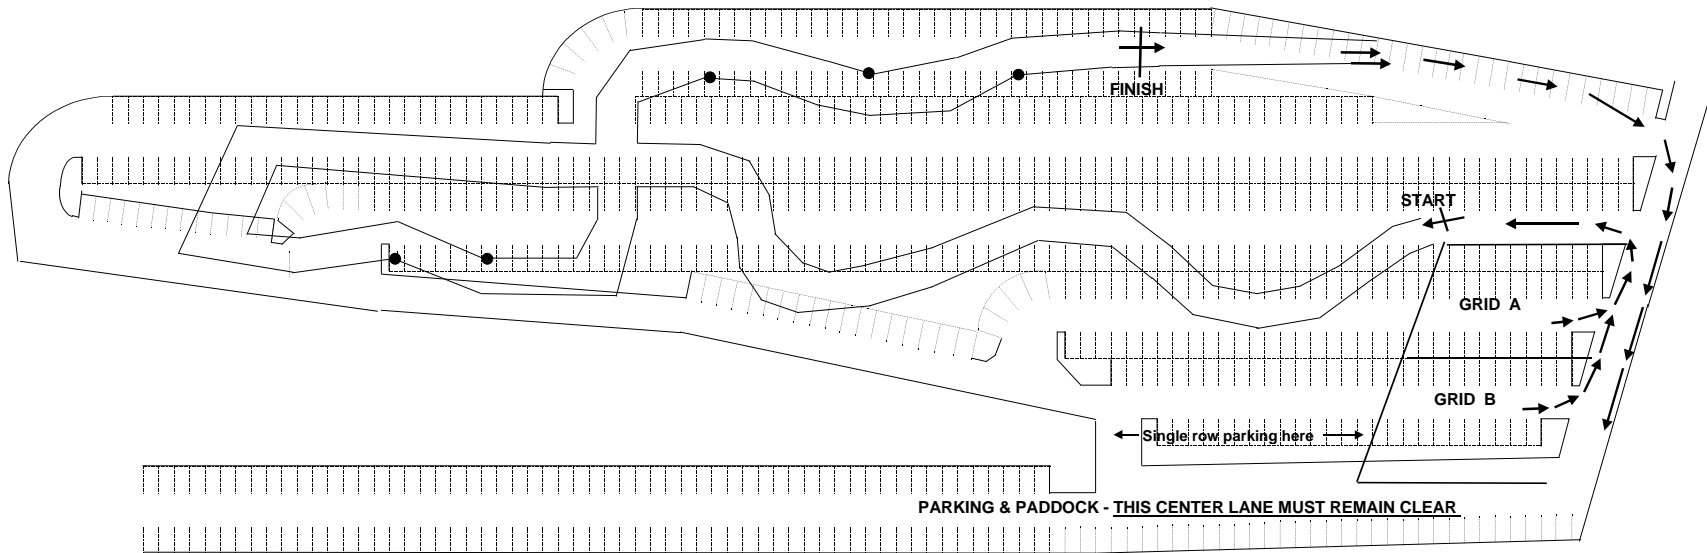 FINISH
START
GRID A
GRID B
Single row parking here
PARKING & PADDOCK - THIS CENTER LANE MUST REMAIN CLEAR